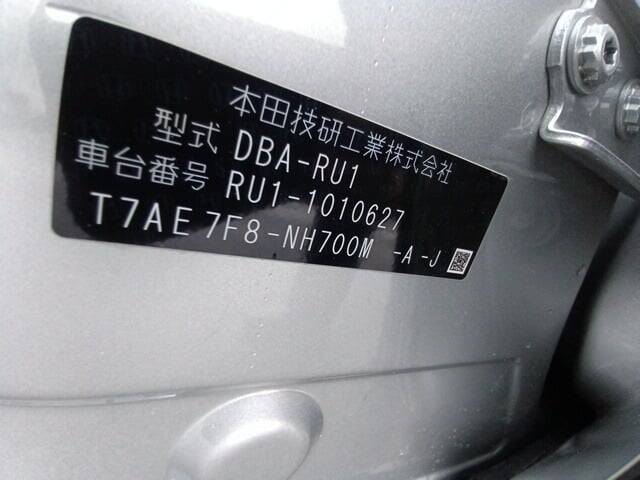 本田技研工業株式会社
型式 DBA-RU1
車台番号 RU1-1010627
T7AE 7F8-NH700M -A-J